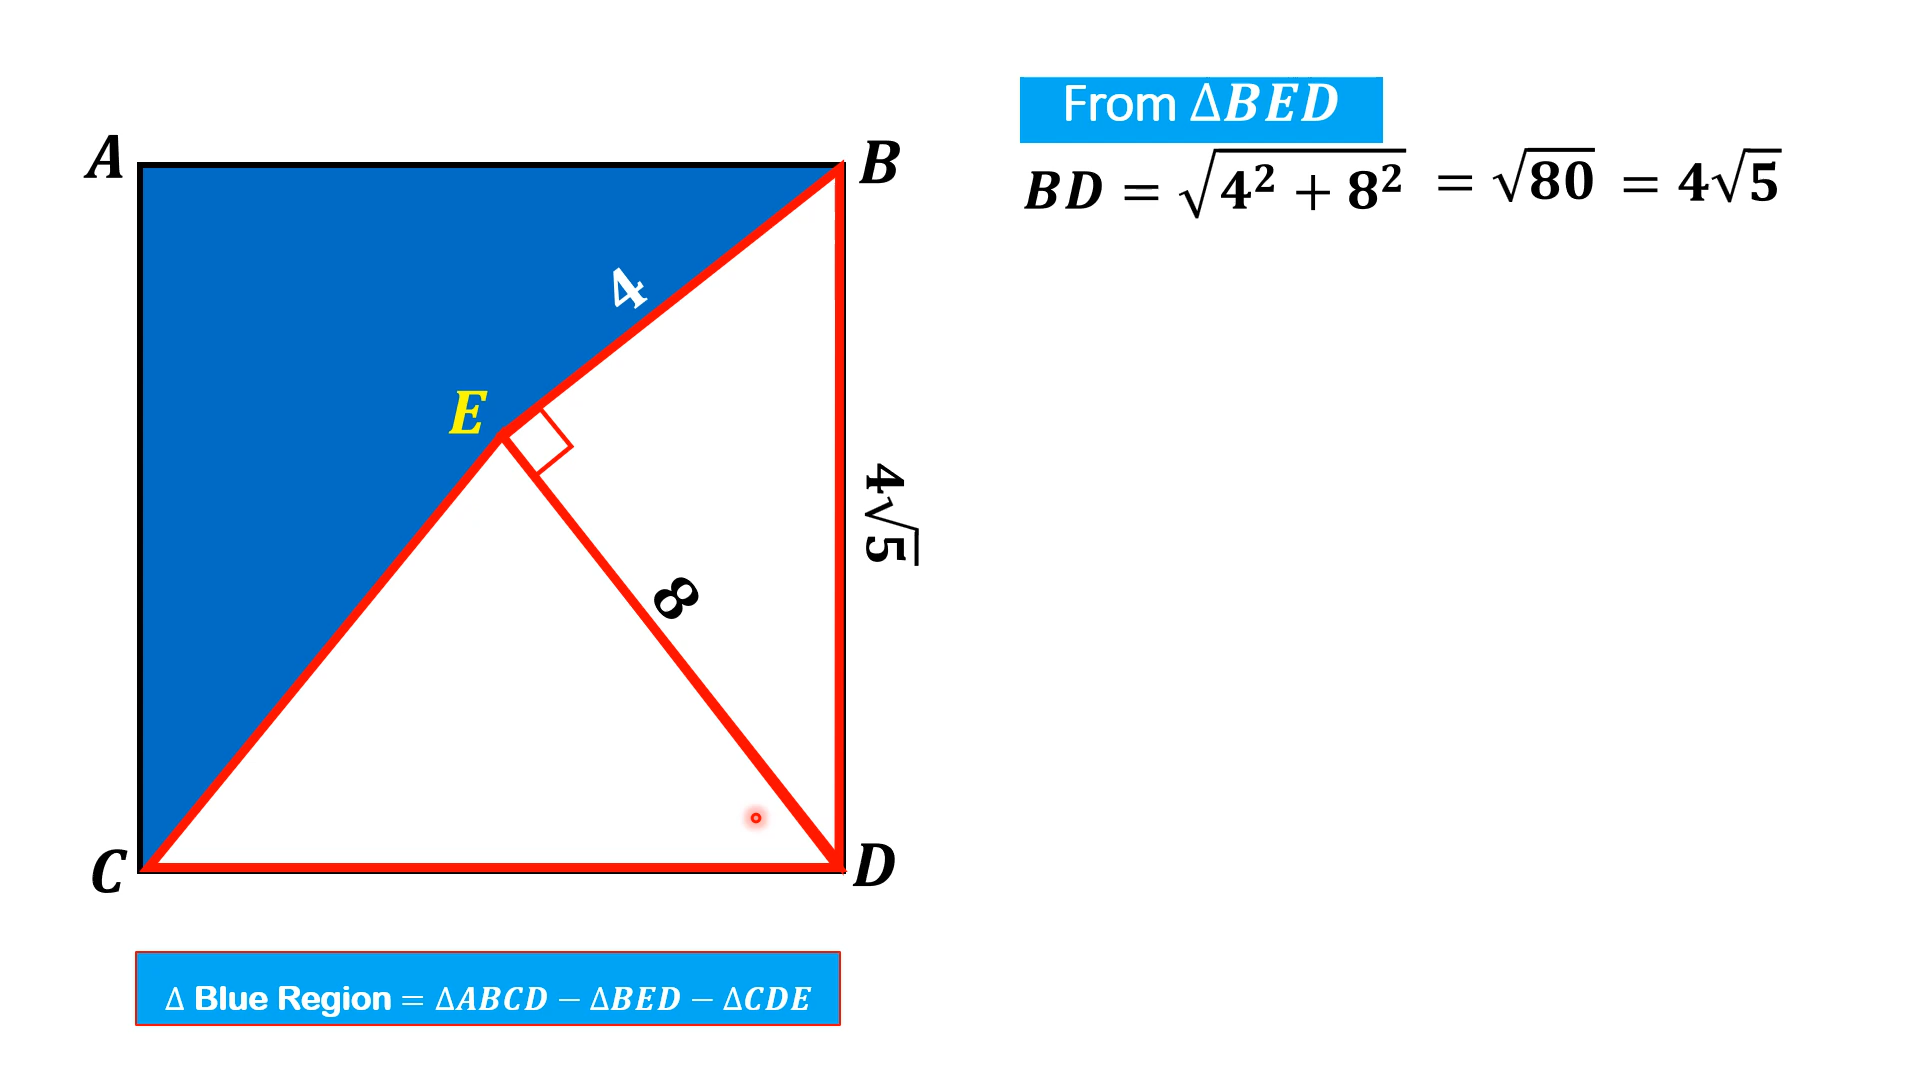 From ΔBED
BD = √(4² + 8²) = √80 = 4√5
A
B
4
E
4√5
8
C
D
Δ Blue Region = ΔABCD − ΔBED − ΔCDE